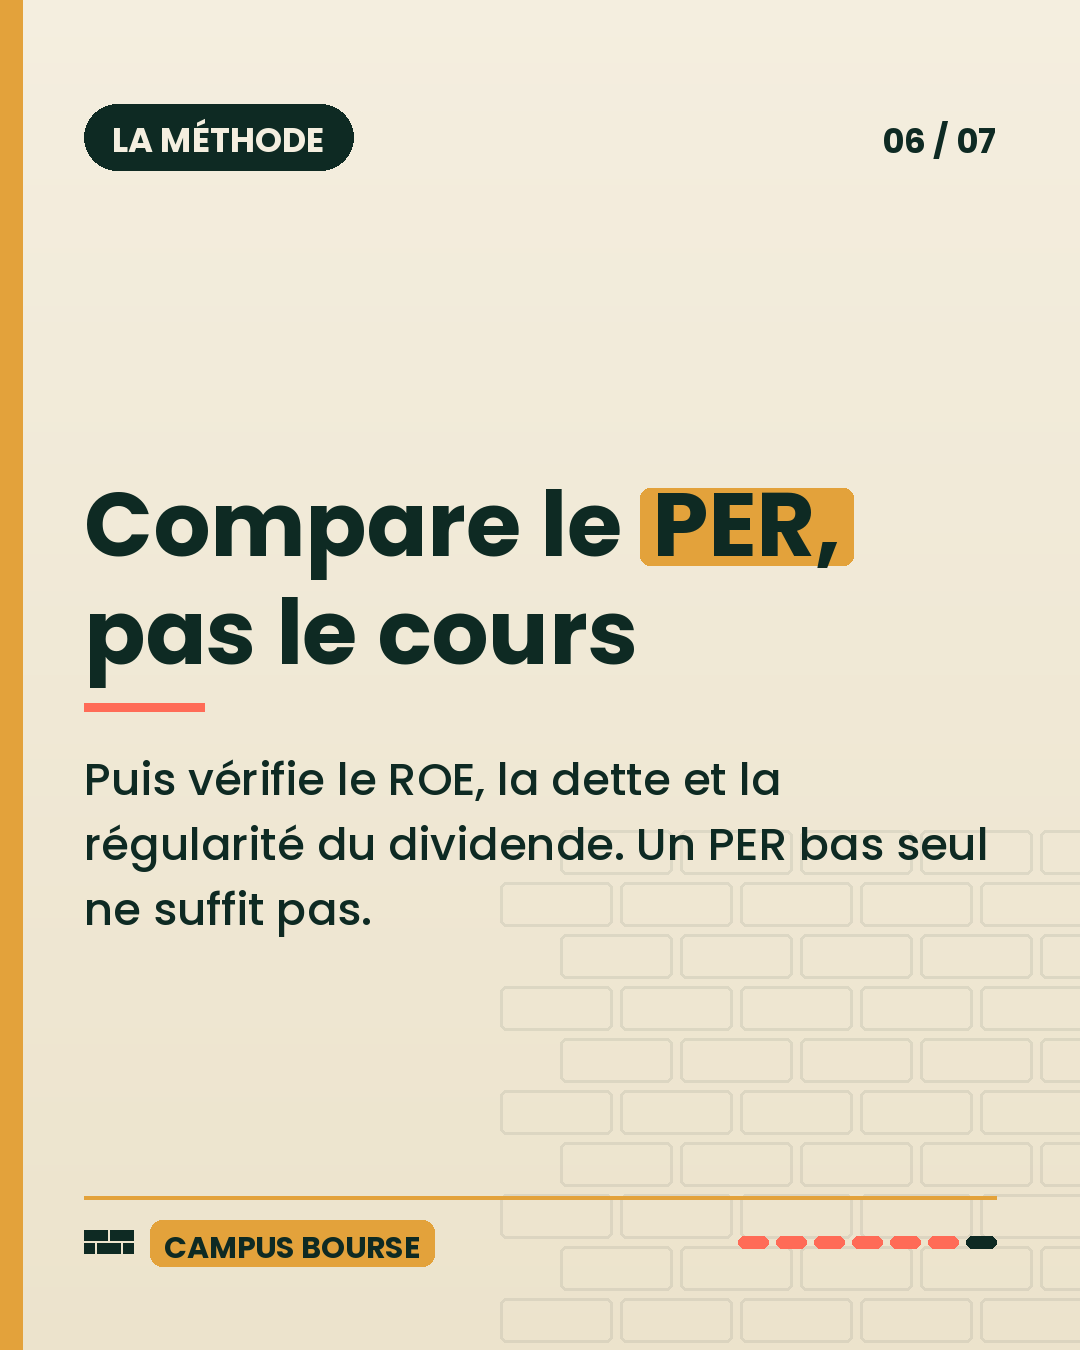 LA MÉTHODE
06 / 07
Compare le PER,
pas le cours
Puis vérifie le ROE, la dette et la
régularité du dividende. Un PER bas seul
ne suffit pas.
CAMPUS BOURSE